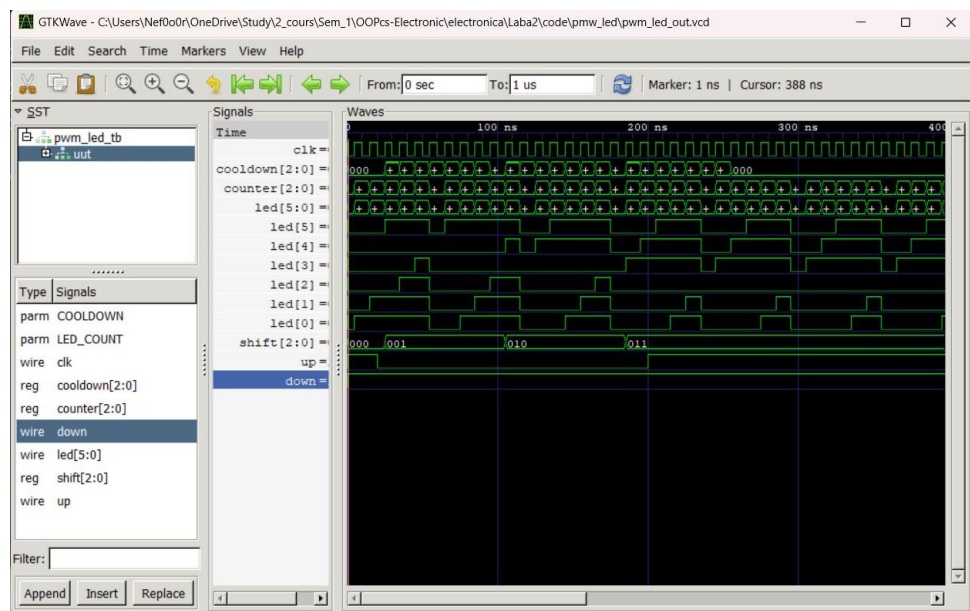 GTKWave - C:\Users\Nef0o0r\OneDrive\Study\2_cours\Sem_1\OOPcs-Electronic\electronica\Laba2\code\pmw_led\pwm_led_out.vcd
File Edit Search Time Markers View Help
From: 0 sec To: 1 us Marker: 1 ns | Cursor: 388 ns
SST
pwm_led_tb
uut
Type Signals
parm COOLDOWN
parm LED_COUNT
wire clk
reg cooldown[2:0]
reg counter[2:0]
wire down
wire led[5:0]
reg shift[2:0]
wire up
Filter:
Append Insert Replace
Signals
Time
clk =
cooldown[2:0] =
counter[2:0] =
led[5:0] =
led[5] =
led[4] =
led[3] =
led[2] =
led[1] =
led[0] =
shift[2:0] =
up =
down =
Waves
100 ns 200 ns 300 ns 400
000 + + + + + + + + + + + + + + + + + + + + + + + 000
+ + + + + + + + + + + + + + + + + + + + + + + + + + + + + + + + + + + + + + +
+ + + + + + + + + + + + + + + + + + + + + + + + + + + + + + + + + + + + + + +
000 001 010 011